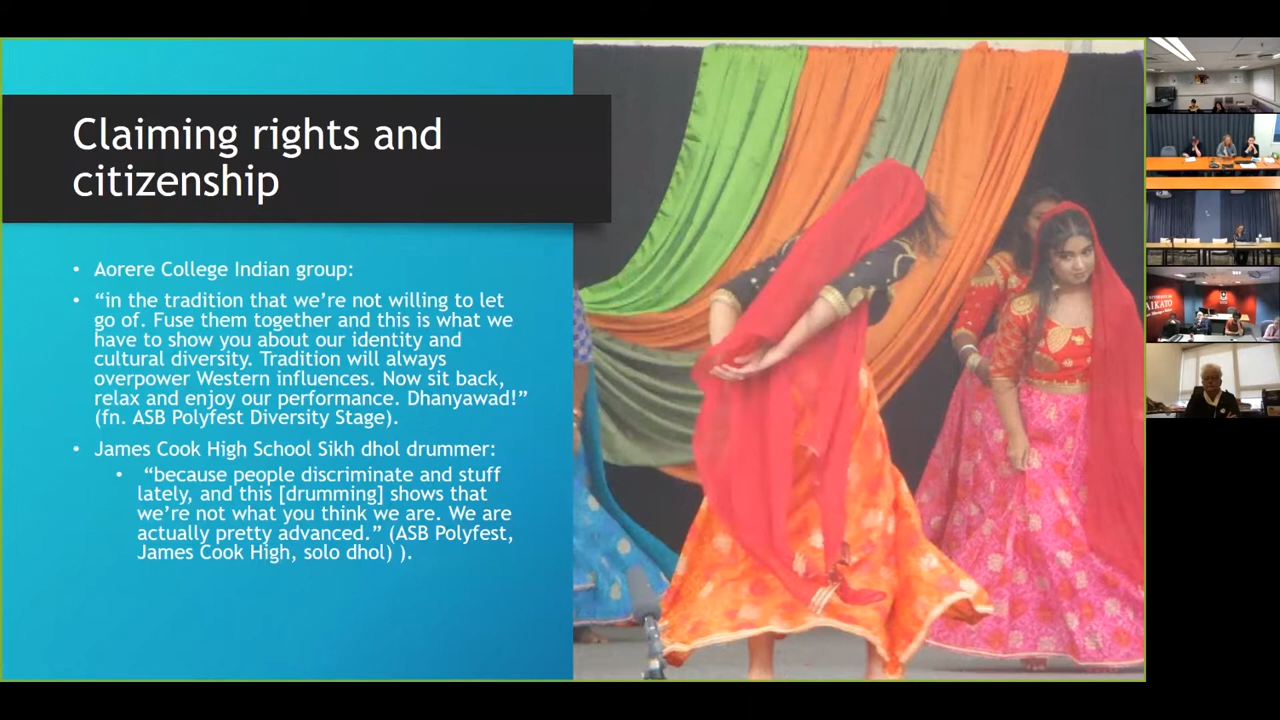 Claiming rights and
citizenship
• Aorere College Indian group:
• “in the tradition that we’re not willing to let
go of. Fuse them together and this is what we
have to show you about our identity and
cultural diversity. Tradition will always
overpower Western influences. Now sit back,
relax and enjoy our performance. Dhanyawad!”
(fn. ASB Polyfest Diversity Stage).
• James Cook High School Sikh dhol drummer:
• “because people discriminate and stuff
lately, and this [drumming] shows that
we’re not what you think we are. We are
actually pretty advanced.” (ASB Polyfest,
James Cook High, solo dhol) ).